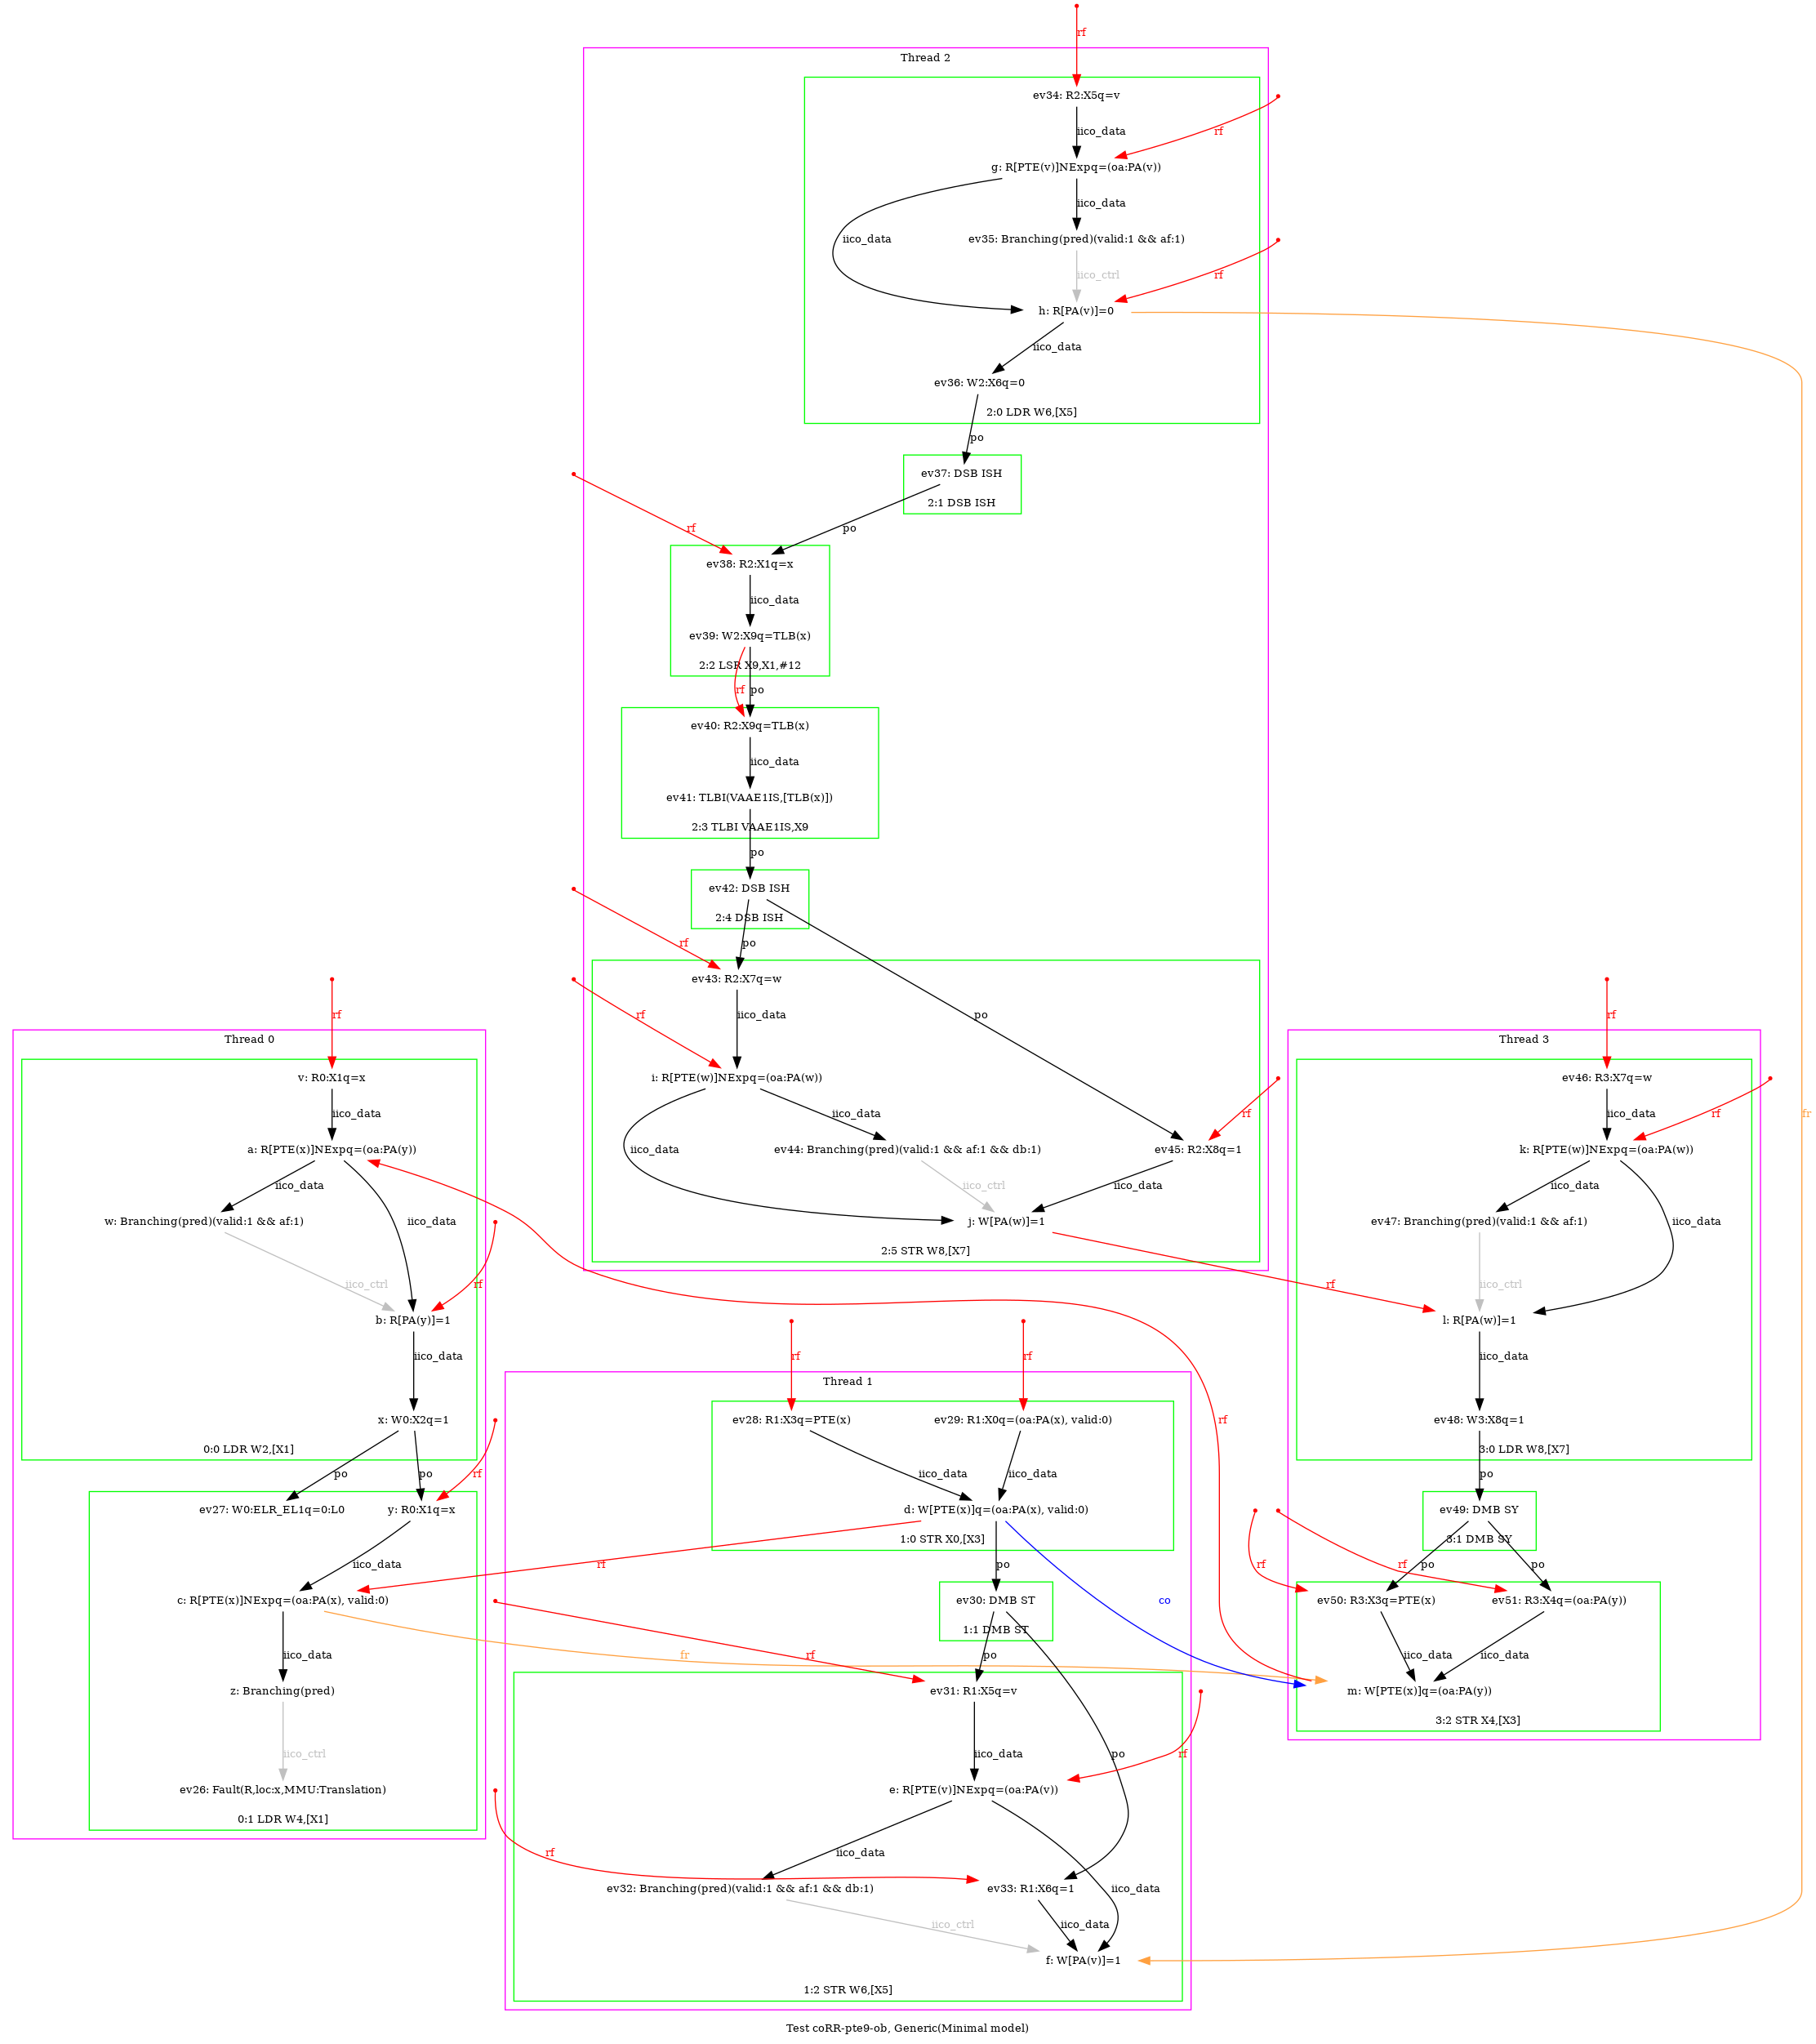 rf
Thread 2
ev34: R2:X5q=v
iico_data
rf
g: R[PTE(v)]NExpq=(oa:PA(v))
iico_data
iico_data
ev35: Branching(pred)(valid:1 && af:1)
iico_ctrl
rf
h: R[PA(v)]=0
iico_data
ev36: W2:X6q=0
2:0 LDR W6,[X5]
po
ev37: DSB ISH
2:1 DSB ISH
rf
po
ev38: R2:X1q=x
iico_data
ev39: W2:X9q=TLB(x)
2:2 LSR X9,X1,#12
rf
po
ev40: R2:X9q=TLB(x)
iico_data
ev41: TLBI(VAAE1IS,[TLB(x)])
2:3 TLBI VAAE1IS,X9
po
ev42: DSB ISH
2:4 DSB ISH
rf
po
ev43: R2:X7q=w
rf
iico_data
po
i: R[PTE(w)]NExpq=(oa:PA(w))
iico_data
rf
iico_data
ev44: Branching(pred)(valid:1 && af:1 && db:1)
ev45: R2:X8q=1
iico_ctrl
iico_data
j: W[PA(w)]=1
2:5 STR W8,[X7]
rf
rf
Thread 0
v: R0:X1q=x
iico_data
a: R[PTE(x)]NExpq=(oa:PA(y))
iico_data
w: Branching(pred)(valid:1 && af:1)
iico_data
iico_ctrl
rf
b: R[PA(y)]=1
iico_data
x: W0:X2q=1
0:0 LDR W2,[X1]
po
po
rf
ev27: W0:ELR_EL1q=0:L0
y: R0:X1q=x
iico_data
c: R[PTE(x)]NExpq=(oa:PA(x), valid:0)
iico_data
z: Branching(pred)
iico_ctrl
ev26: Fault(R,loc:x,MMU:Translation)
0:1 LDR W4,[X1]
rf
fr
rf
rf
Thread 1
ev28: R1:X3q=PTE(x)
ev29: R1:X0q=(oa:PA(x), valid:0)
iico_data
iico_data
d: W[PTE(x)]q=(oa:PA(x), valid:0)
1:0 STR X0,[X3]
po
co
ev30: DMB ST
1:1 DMB ST
po
rf
po
ev31: R1:X5q=v
iico_data
rf
e: R[PTE(v)]NExpq=(oa:PA(v))
rf
iico_data
iico_data
ev32: Branching(pred)(valid:1 && af:1 && db:1)
ev33: R1:X6q=1
iico_ctrl
iico_data
f: W[PA(v)]=1
1:2 STR W6,[X5]
rf
Thread 3
ev46: R3:X7q=w
iico_data
rf
k: R[PTE(w)]NExpq=(oa:PA(w))
iico_data
ev47: Branching(pred)(valid:1 && af:1)
iico_data
iico_ctrl
l: R[PA(w)]=1
iico_data
ev48: W3:X8q=1
3:0 LDR W8,[X7]
po
rf
ev49: DMB SY
3:1 DMB SY
rf
po
rf
po
ev50: R3:X3q=PTE(x)
ev51: R3:X4q=(oa:PA(y))
iico_data
iico_data
m: W[PTE(x)]q=(oa:PA(y))
3:2 STR X4,[X3]
fr
Test coRR-pte9-ob, Generic(Minimal model)